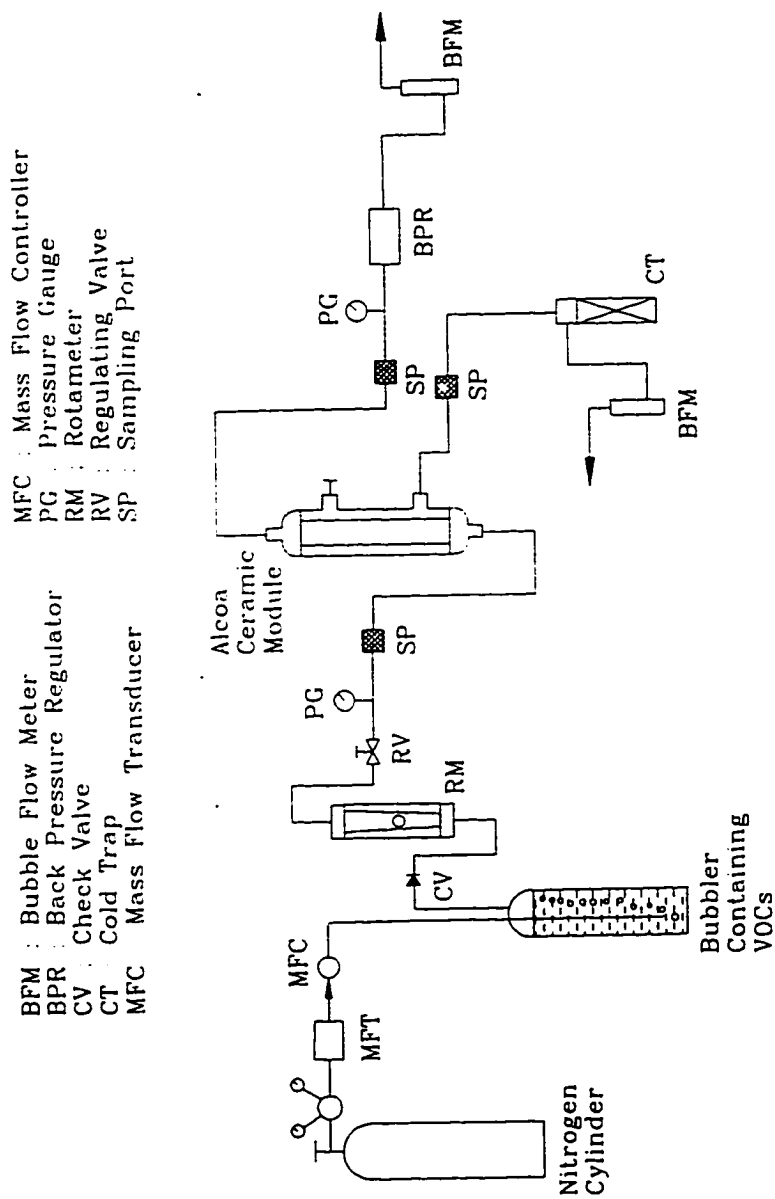 BFM : Bubble Flow Meter
BPR : Back Pressure Regulator
CV : Check Valve
CT : Cold Trap
MFC : Mass Flow Transducer
MFC : Mass Flow Controller
PG : Pressure Gauge
RM : Rotameter
RV : Regulating Valve
SP : Sampling Port
Nitrogen
Cylinder
MFT
MFC
Bubbler
Containing
VOCs
CV
RM
RV
PG
SP
Alcoa
Ceramic
Module
SP
PG
BPR
BFM
SP
CT
BFM